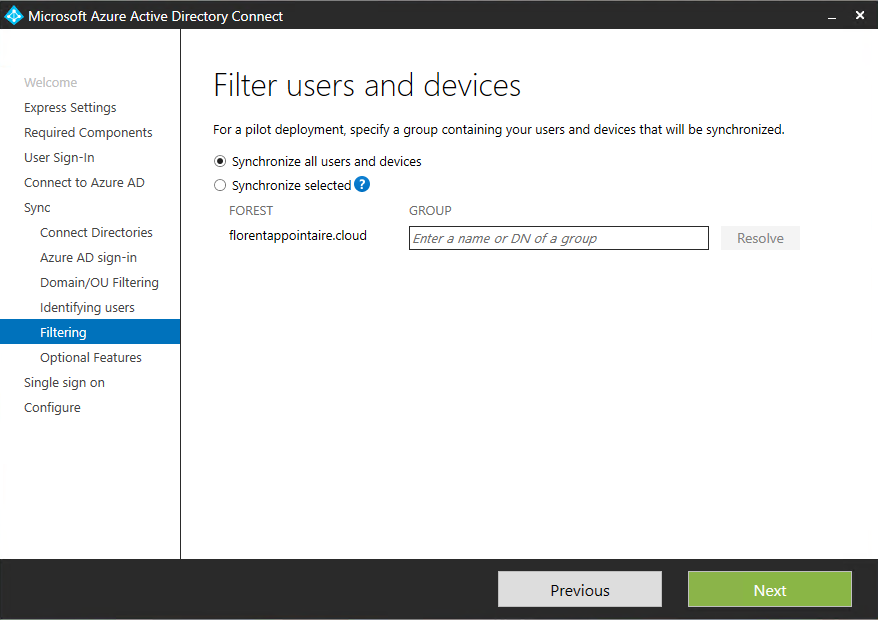 Microsoft Azure Active Directory Connect
Welcome
Express Settings
Required Components
User Sign-In
Connect to Azure AD
Sync
Connect Directories
Azure AD sign-in
Domain/OU Filtering
Identifying users
Filtering
Optional Features
Single sign on
Configure
Filter users and devices
For a pilot deployment, specify a group containing your users and devices that will be synchronized.
Synchronize all users and devices
Synchronize selected ?
FOREST GROUP
florentappointaire.cloud Enter a name or DN of a group Resolve
Previous Next